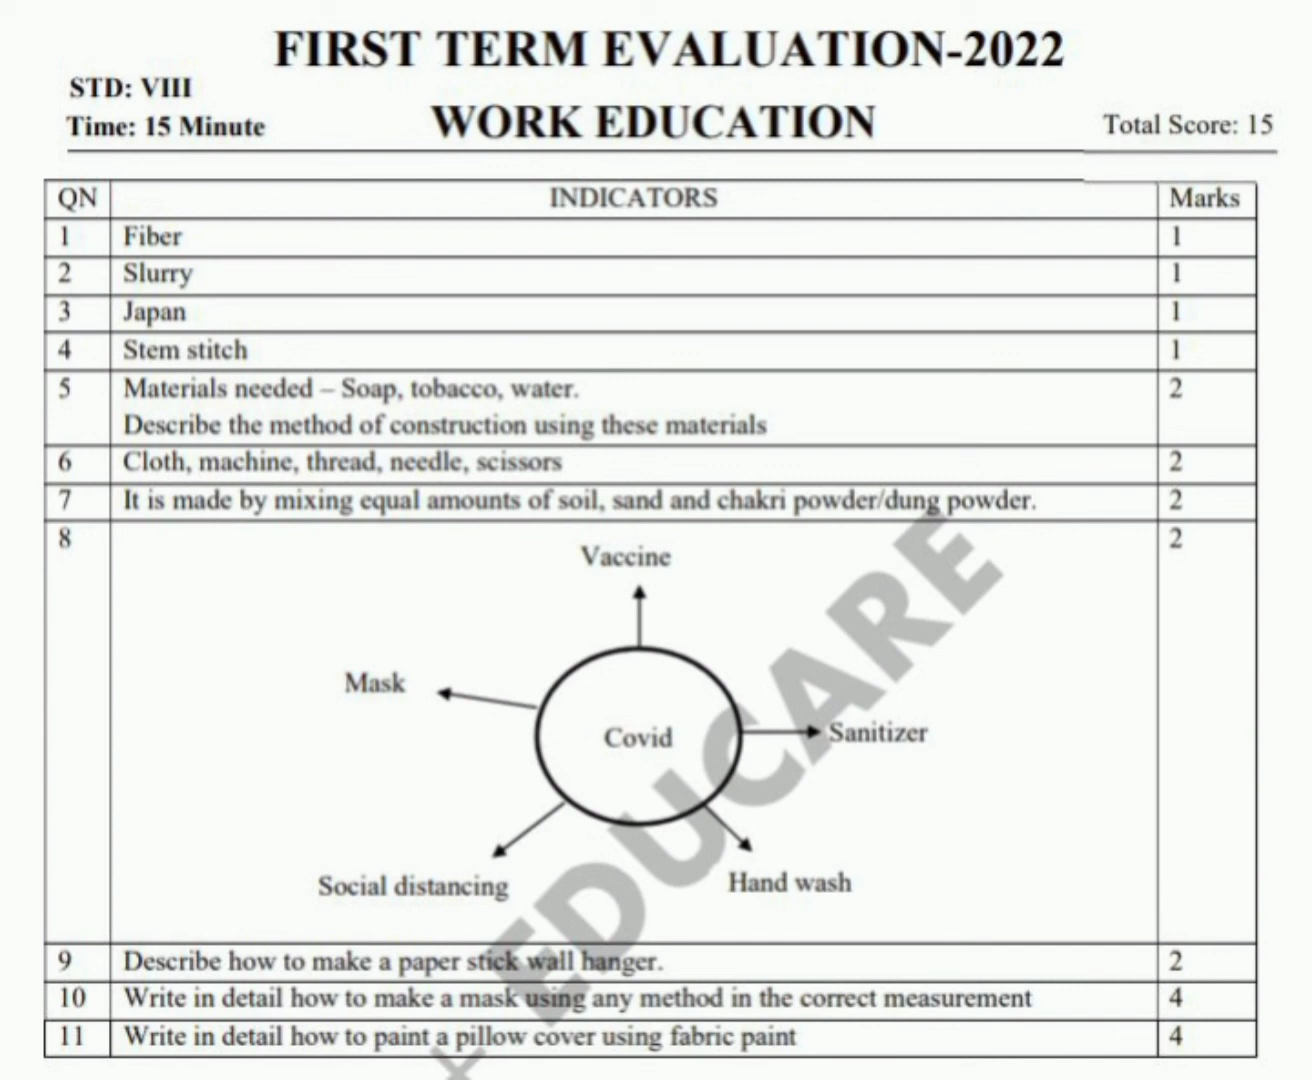 FIRST TERM EVALUATION-2022
STD: VIII
Time: 15 Minute
WORK EDUCATION
Total Score: 15
QN INDICATORS Marks
1 Fiber 1
2 Slurry 1
3 Japan 1
4 Stem stitch 1
5 Materials needed – Soap, tobacco, water. 2
Describe the method of construction using these materials
6 Cloth, machine, thread, needle, scissors 2
7 It is made by mixing equal amounts of soil, sand and chakri powder/dung powder. 2
8 2
Vaccine
Mask
Covid
Sanitizer
Social distancing
Hand wash
9 Describe how to make a paper stick wall hanger. 2
10 Write in detail how to make a mask using any method in the correct measurement 4
11 Write in detail how to paint a pillow cover using fabric paint 4
EDUCARE